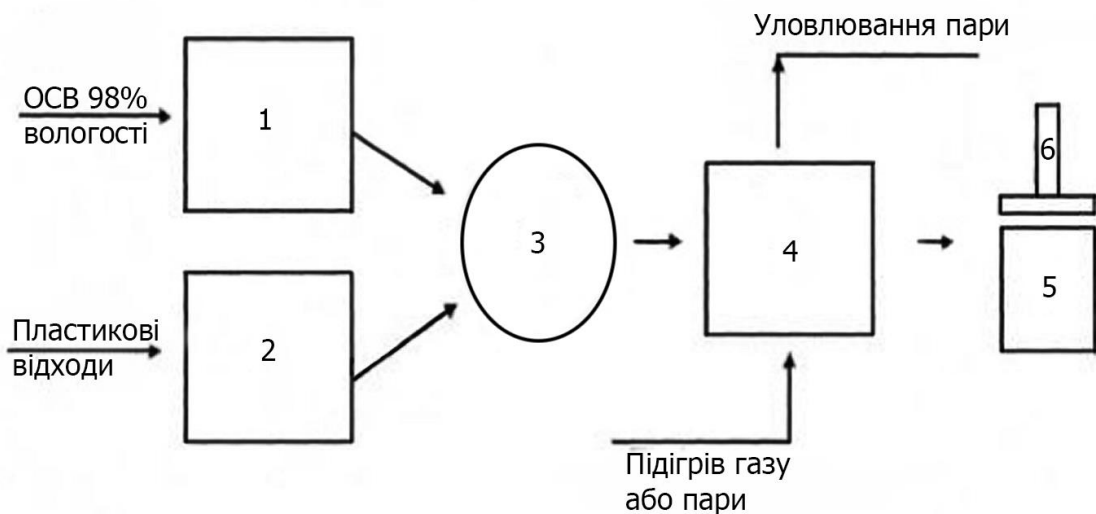 Уловлювання пари
ОСВ 98%
вологості
1
6
3
4
5
Пластикові
відходи
2
Підігрів газу
або пари